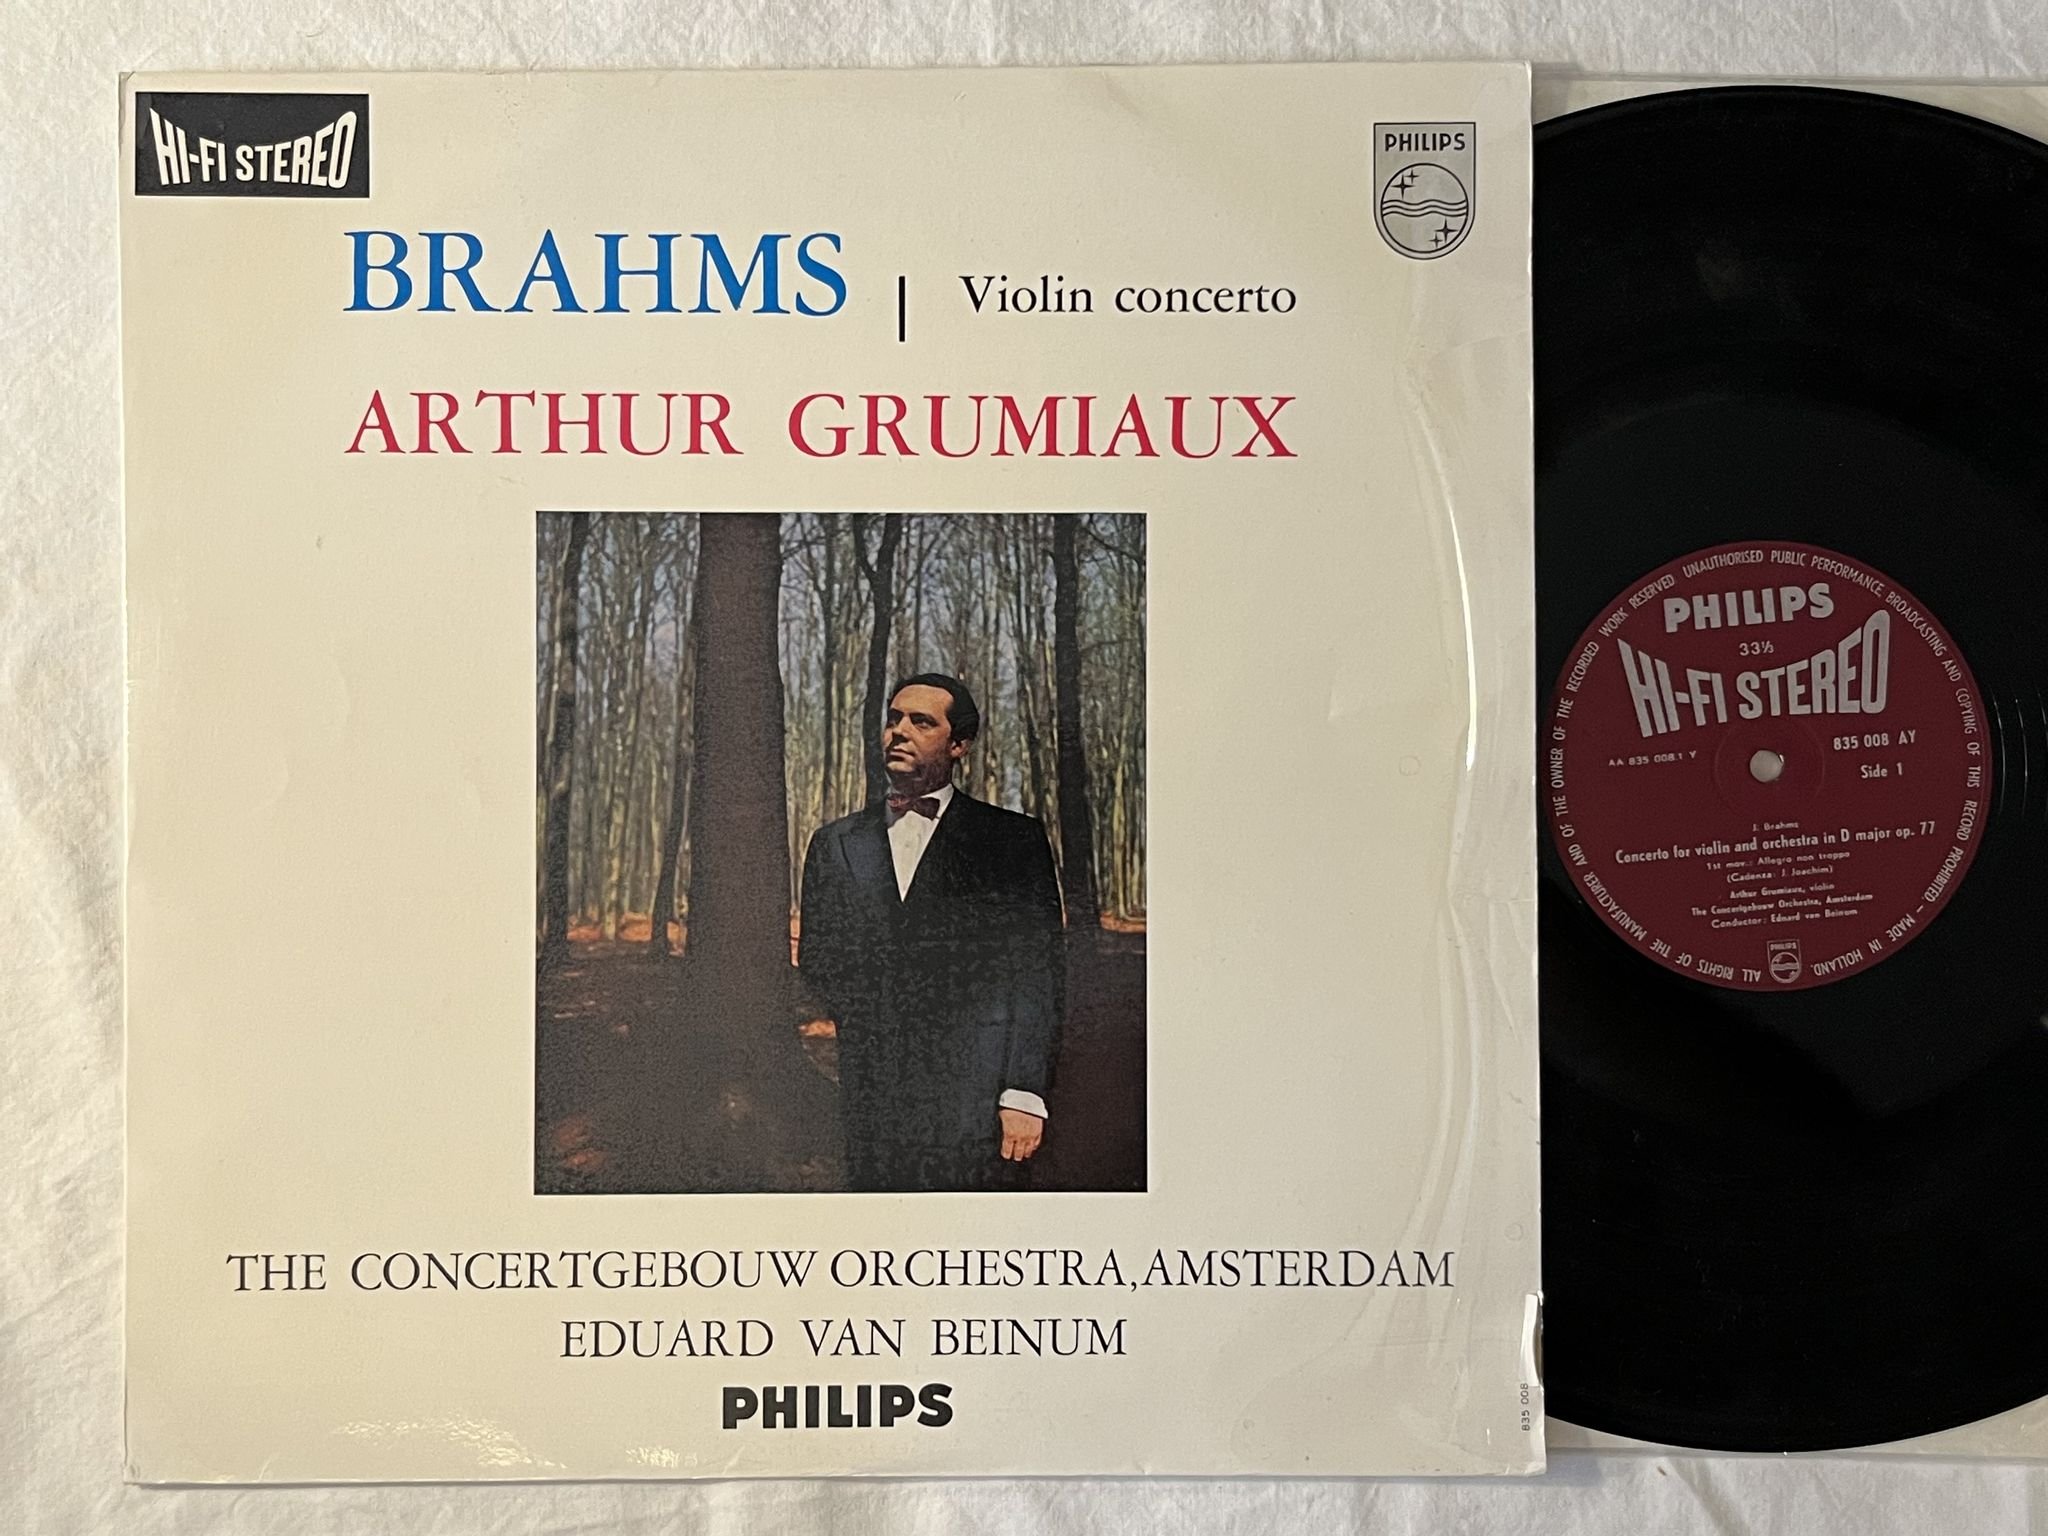 HI-FI STEREO
PHILIPS
BRAHMS | Violin concerto
ARTHUR GRUMIAUX
THE CONCERTGEBOUW ORCHESTRA, AMSTERDAM
EDUARD VAN BEINUM
PHILIPS
835 008
ALL RIGHTS OF THE MANUFACTURER AND OF THE OWNER OF THE RECORDED WORK RESERVED UNAUTHORISED PUBLIC PERFORMANCE, BROADCASTING AND COPYING OF THIS RECORD PROHIBITED. - MADE IN HOLLAND.
PHILIPS
33⅓
HI-FI STEREO
835 008 AY
AA 835 008.1 Y
Side 1
J. Brahms
Concerto for violin and orchestra in D major op. 77
1st mov.: Allegro non troppo
(Cadenza: J. Joachim)
Arthur Grumiaux, violin
The Concertgebouw Orchestra, Amsterdam
Conductor: Eduard van Beinum
PHILIPS